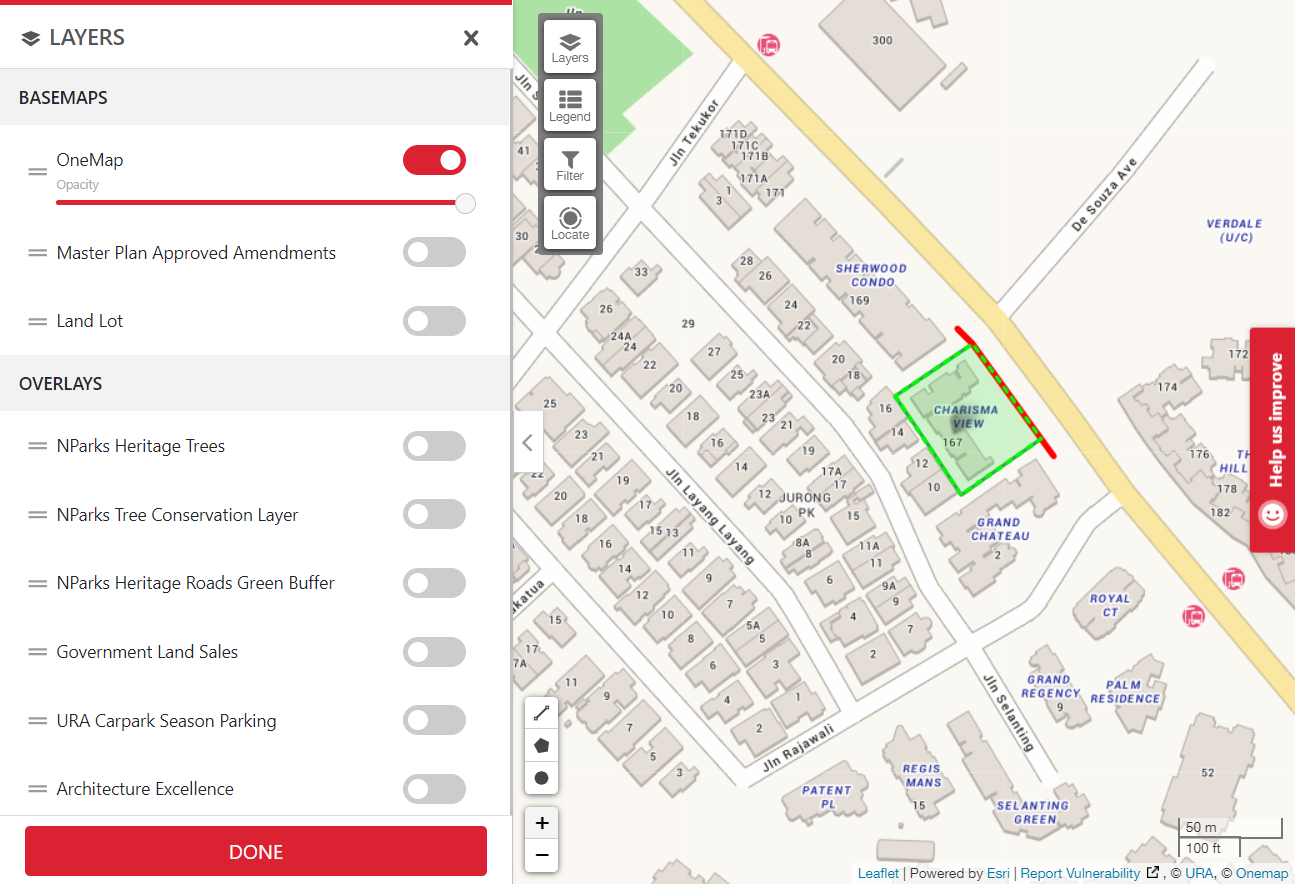 LAYERS
BASEMAPS
OneMap
Opacity
Master Plan Approved Amendments
Land Lot
OVERLAYS
NParks Heritage Trees
NParks Tree Conservation Layer
NParks Heritage Roads Green Buffer
Government Land Sales
URA Carpark Season Parking
Architecture Excellence
DONE
Layers
Legend
Filter
Locate
300
Jln Tekukor
171D
171C
171B
171A
171
3
1
41
30
De Souza Ave
VERDALE
(U/C)
SHERWOOD
CONDO
169
28
26
24
22
20
18
16
14
12
10
33
29
26
24A
24
22
20
18
16
14
12
10
8A
8
6
4
2
27
25
23A
23
21
19
17A
17
15
JURONG
PK
11A
11
9A
9
7
CHARISMA
VIEW
167
GRAND
CHATEAU
2
172
174
176
178
182
TH
HILL
Help us improve
25
23
21
19
17
15
13
11
9
7
5A
5
3
1
22
20
18
16
14
12
10
8
6
4
2
Jln Layang Layang
akatua
15
17
7A
11
9
7
5
3
Jln Rajawali
Jln Selanting
ROYAL
CT
GRAND
REGENCY
9
PALM
RESIDENCE
REGIS
MANS
15
PATENT
PL
SELANTING
GREEN
52
+
−
50 m
100 ft
Leaflet | Powered by Esri | Report Vulnerability , © URA, © Onemap